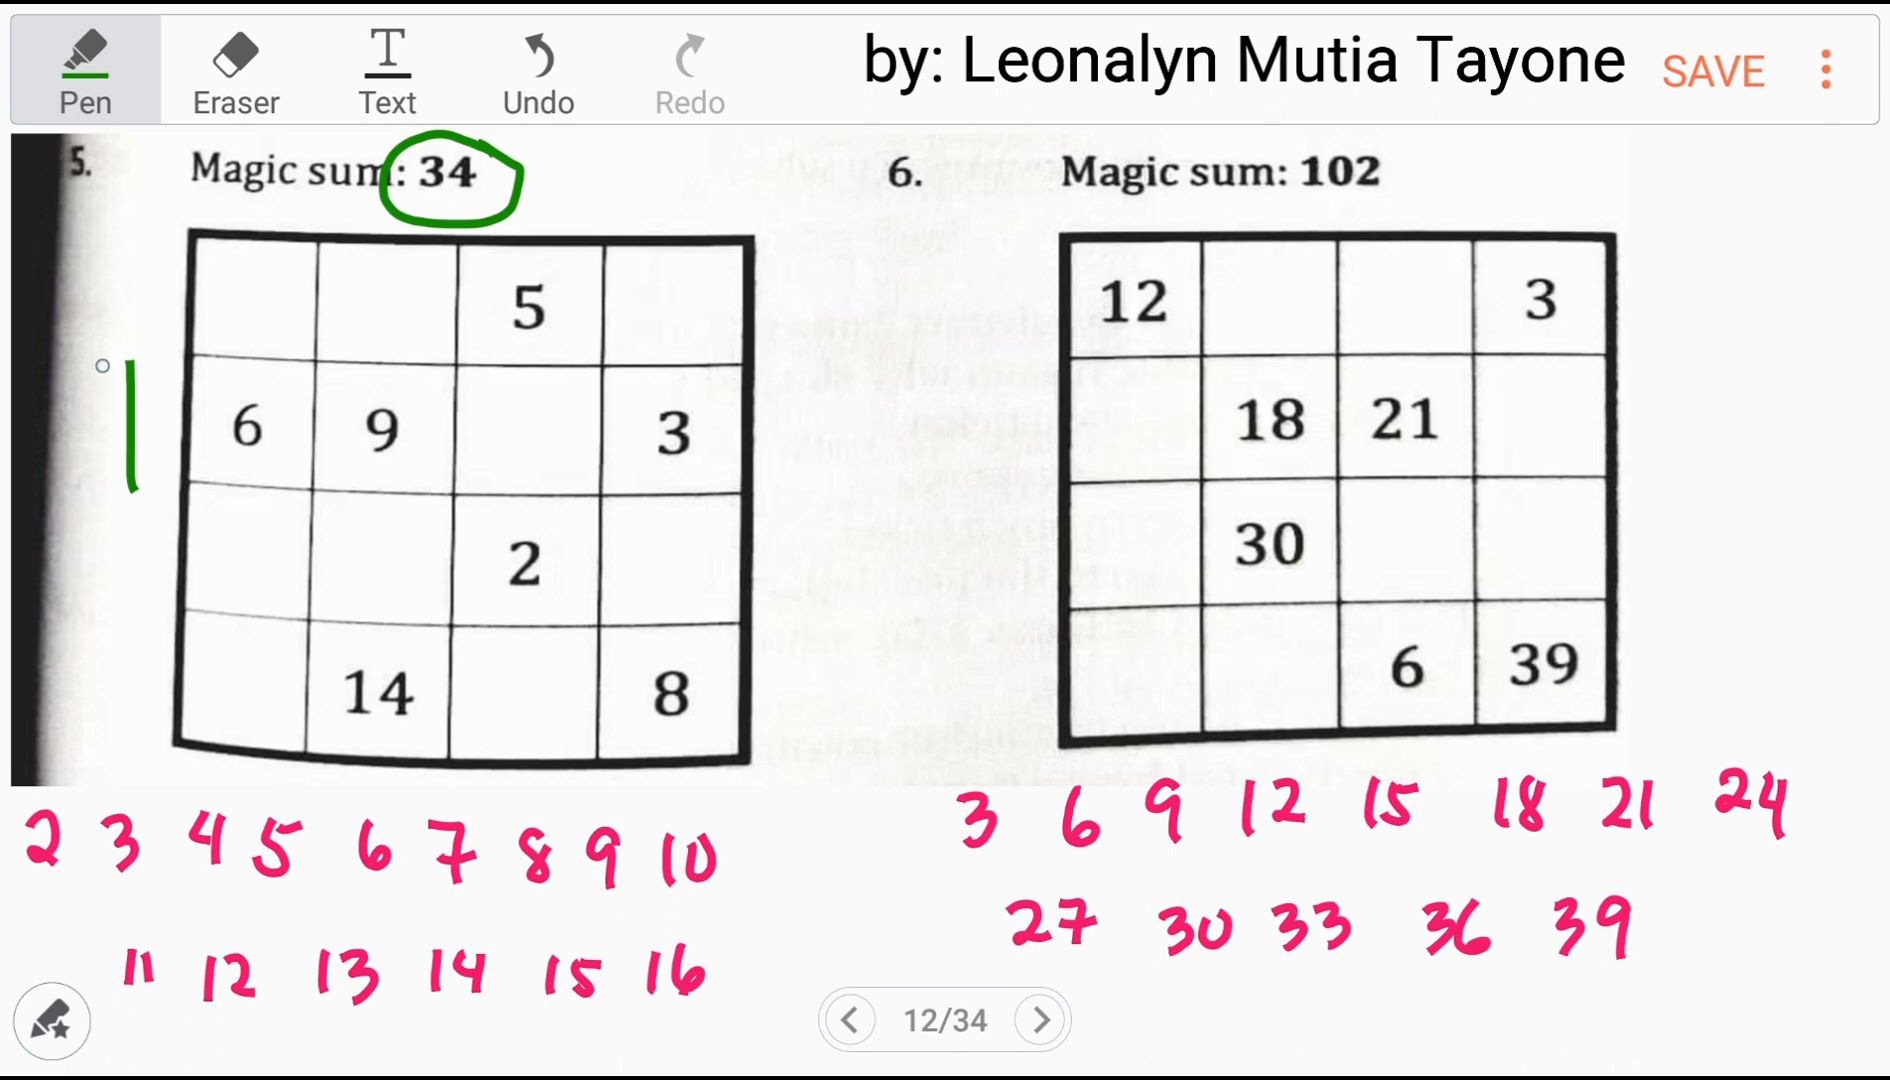 by: Leonalyn Mutia Tayone SAVE
Pen Eraser Text Undo Redo
5. Magic sum: 34
5
6 9 3
2
14 8
6. Magic sum: 102
12 3
18 21
30
6 39
2 3 4 5 6 7 8 9 10
11 12 13 14 15 16
3 6 9 12 15 18 21 24
27 30 33 36 39
12/34